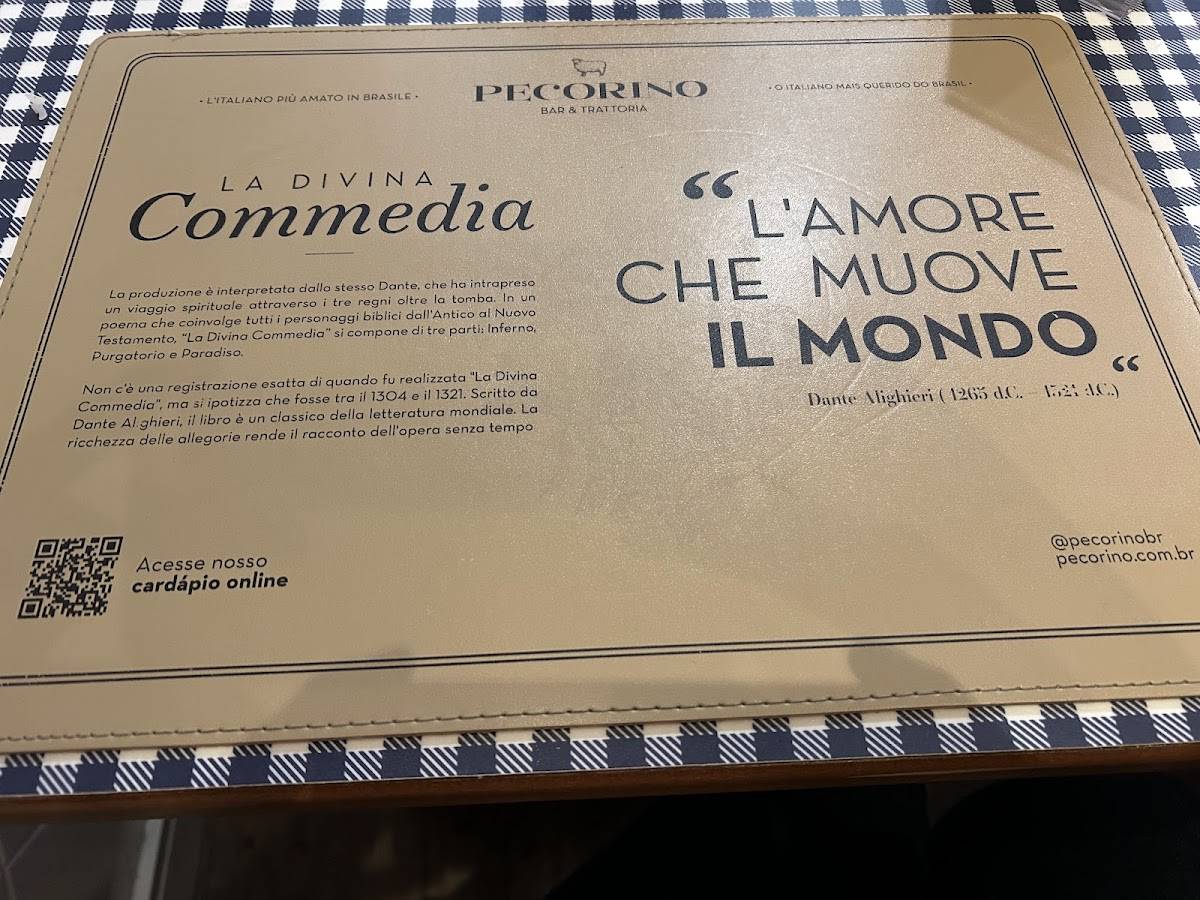 • L'ITALIANO PIÙ AMATO IN BRASILE •
PECORINO
BAR & TRATTORIA
• O ITALIANO MAIS QUERIDO DO BRASIL •
LA DIVINA
Commedia
La produzione è interpretata dallo stesso Dante, che ha intrapreso
un viaggio spirituale attraverso i tre regni oltre la tomba. In un
poema che coinvolge tutti i personaggi biblici dall'Antico al Nuovo
Testamento, "La Divina Commedia" si compone di tre parti: Inferno,
Purgatorio e Paradiso.
Non c'è una registrazione esatta di quando fu realizzata "La Divina
Commedia", ma si ipotizza che fosse tra il 1304 e il 1321. Scritto da
Dante Al.ghieri, il libro è un classico della letteratura mondiale. La
ricchezza delle allegorie rende il racconto dell'opera senza tempo
“L'AMORE
CHE MUOVE
IL MONDO“
Dante Alighieri ( 1265 d.C. – 1321 d.C.)
Acesse nosso
cardápio online
@pecorinobr
pecorino.com.br